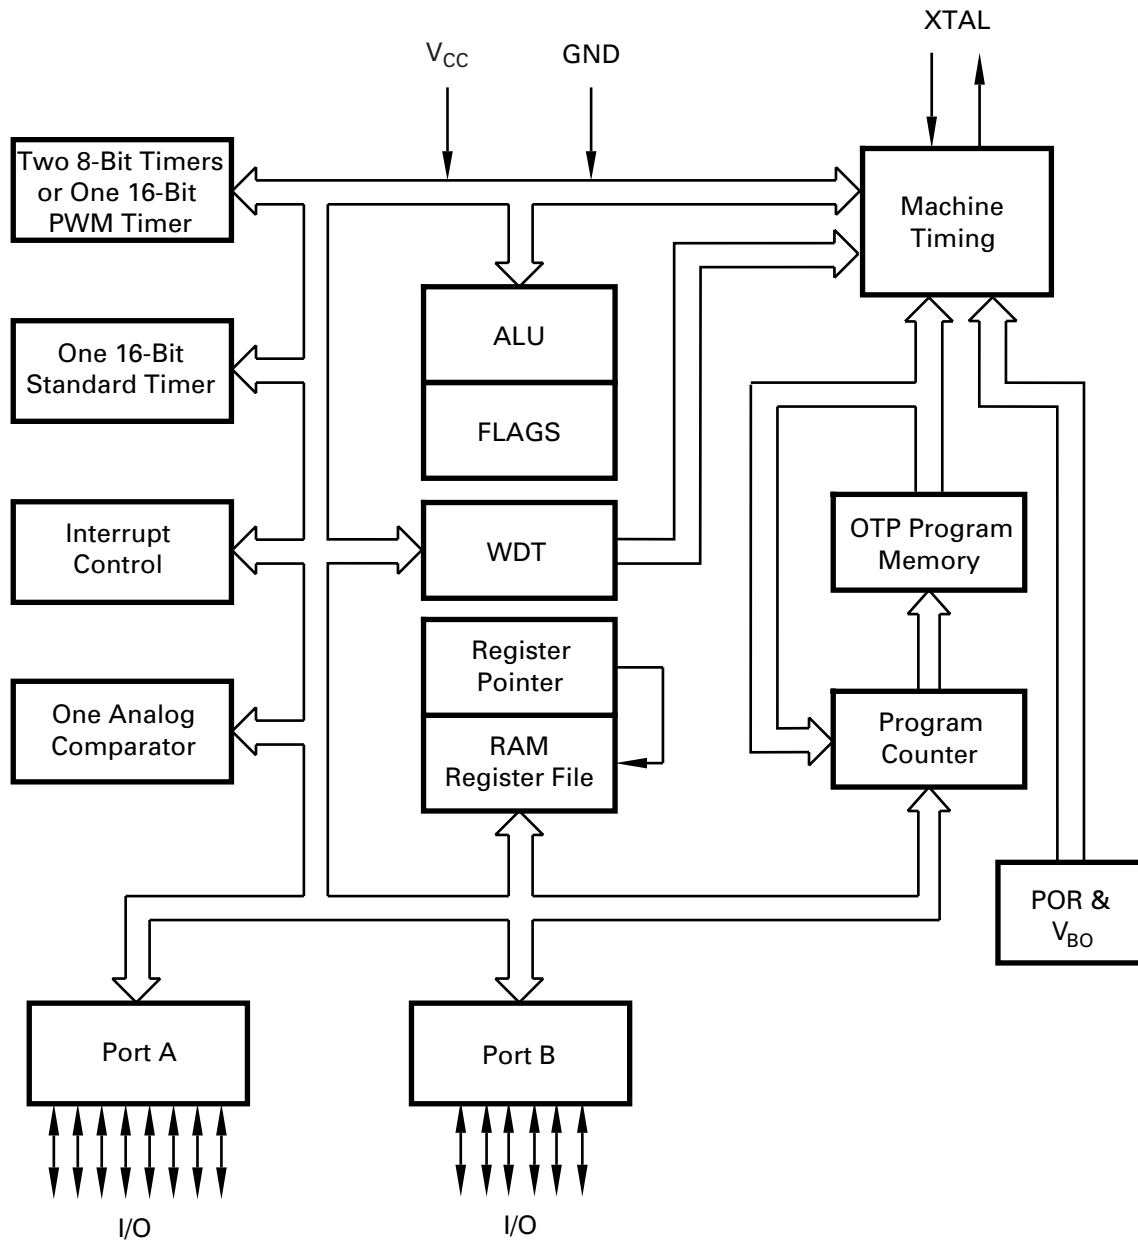 XTAL
V_CC
GND
Two 8-Bit Timers
or One 16-Bit
PWM Timer
Machine
Timing
One 16-Bit
Standard Timer
ALU
FLAGS
Interrupt
Control
WDT
OTP Program
Memory
Register
Pointer
One Analog
Comparator
RAM
Register File
Program
Counter
POR &
V_BO
Port A
Port B
I/O
I/O